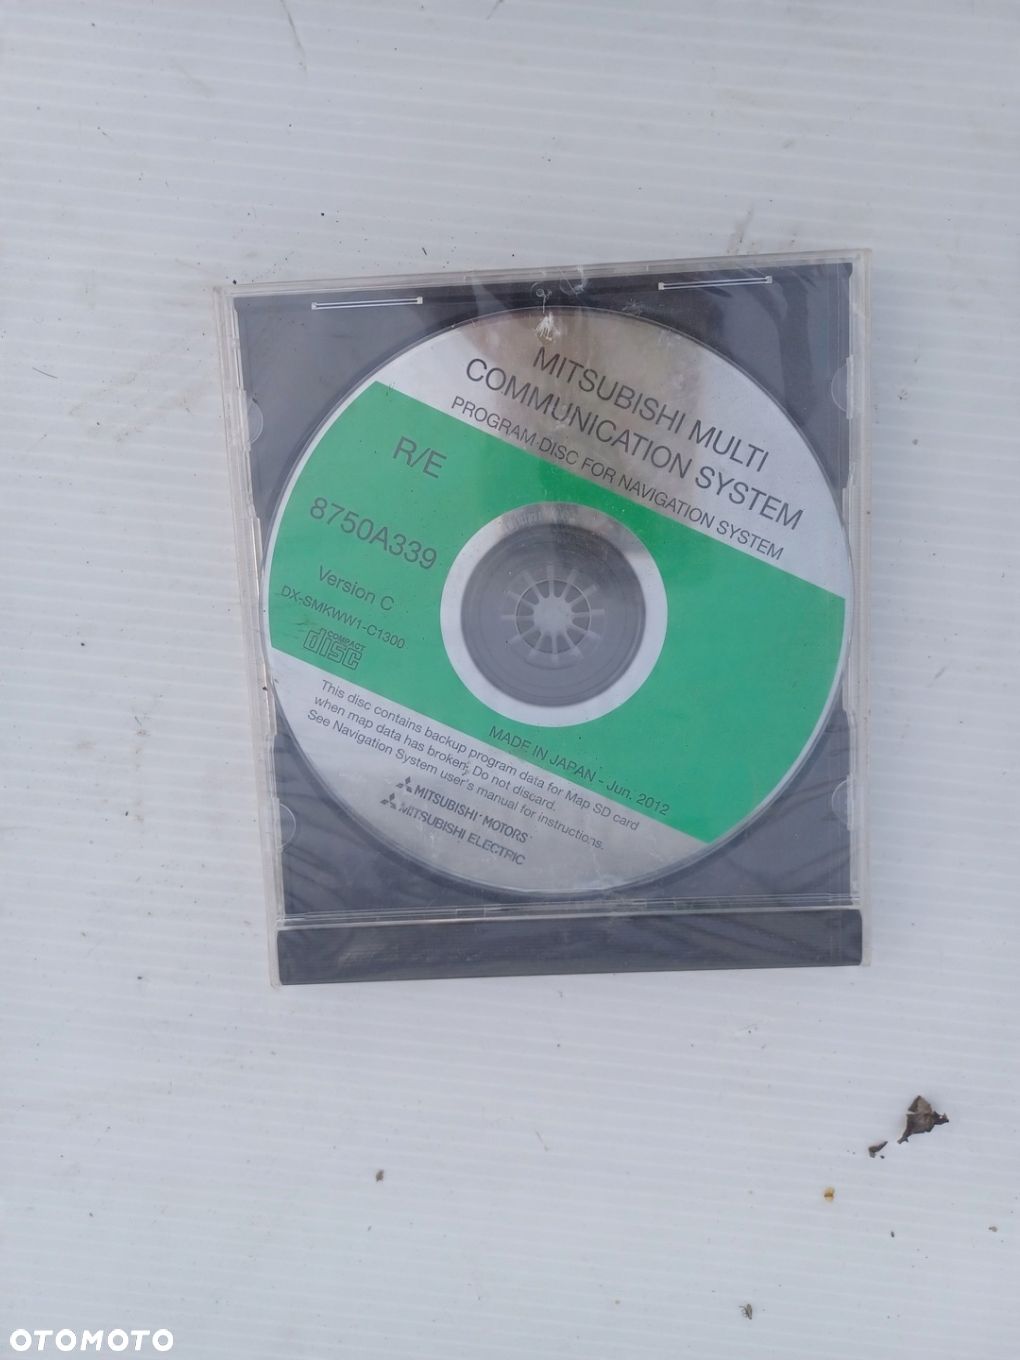 MITSUBISHI MULTI
COMMUNICATION SYSTEM
PROGRAM DISC FOR NAVIGATION SYSTEM
R/E
8750A339
Version C
DX-SMKWW1-C1300
COMPACT
disc
MADE IN JAPAN - Jun. 2012
This disc contains backup program data for Map SD card
when map data has broken. Do not discard.
See Navigation System user's manual for instructions.
MITSUBISHI MOTORS
MITSUBISHI ELECTRIC
OTOMOTO